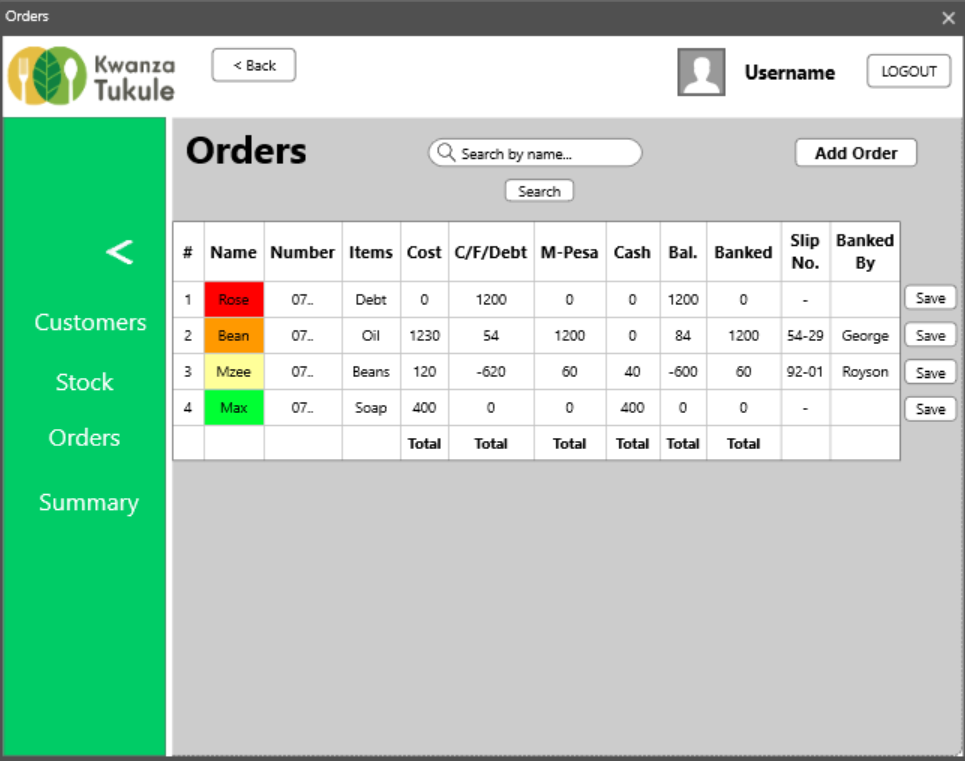 Orders
Kwanza
Tukule
< Back
Username
LOGOUT
Orders
Search by name...
Add Order
Search
<
Customers
Stock
Orders
Summary
# Name Number Items Cost C/F/Debt M-Pesa Cash Bal. Banked Slip No. Banked By
1 Rose 07.. Debt 0 1200 0 0 1200 0 - Save
2 Bean 07.. Oil 1230 54 1200 0 84 1200 54-29 George Save
3 Mzee 07.. Beans 120 -620 60 40 -600 60 92-01 Royson Save
4 Max 07.. Soap 400 0 0 400 0 0 - Save
Total Total Total Total Total Total